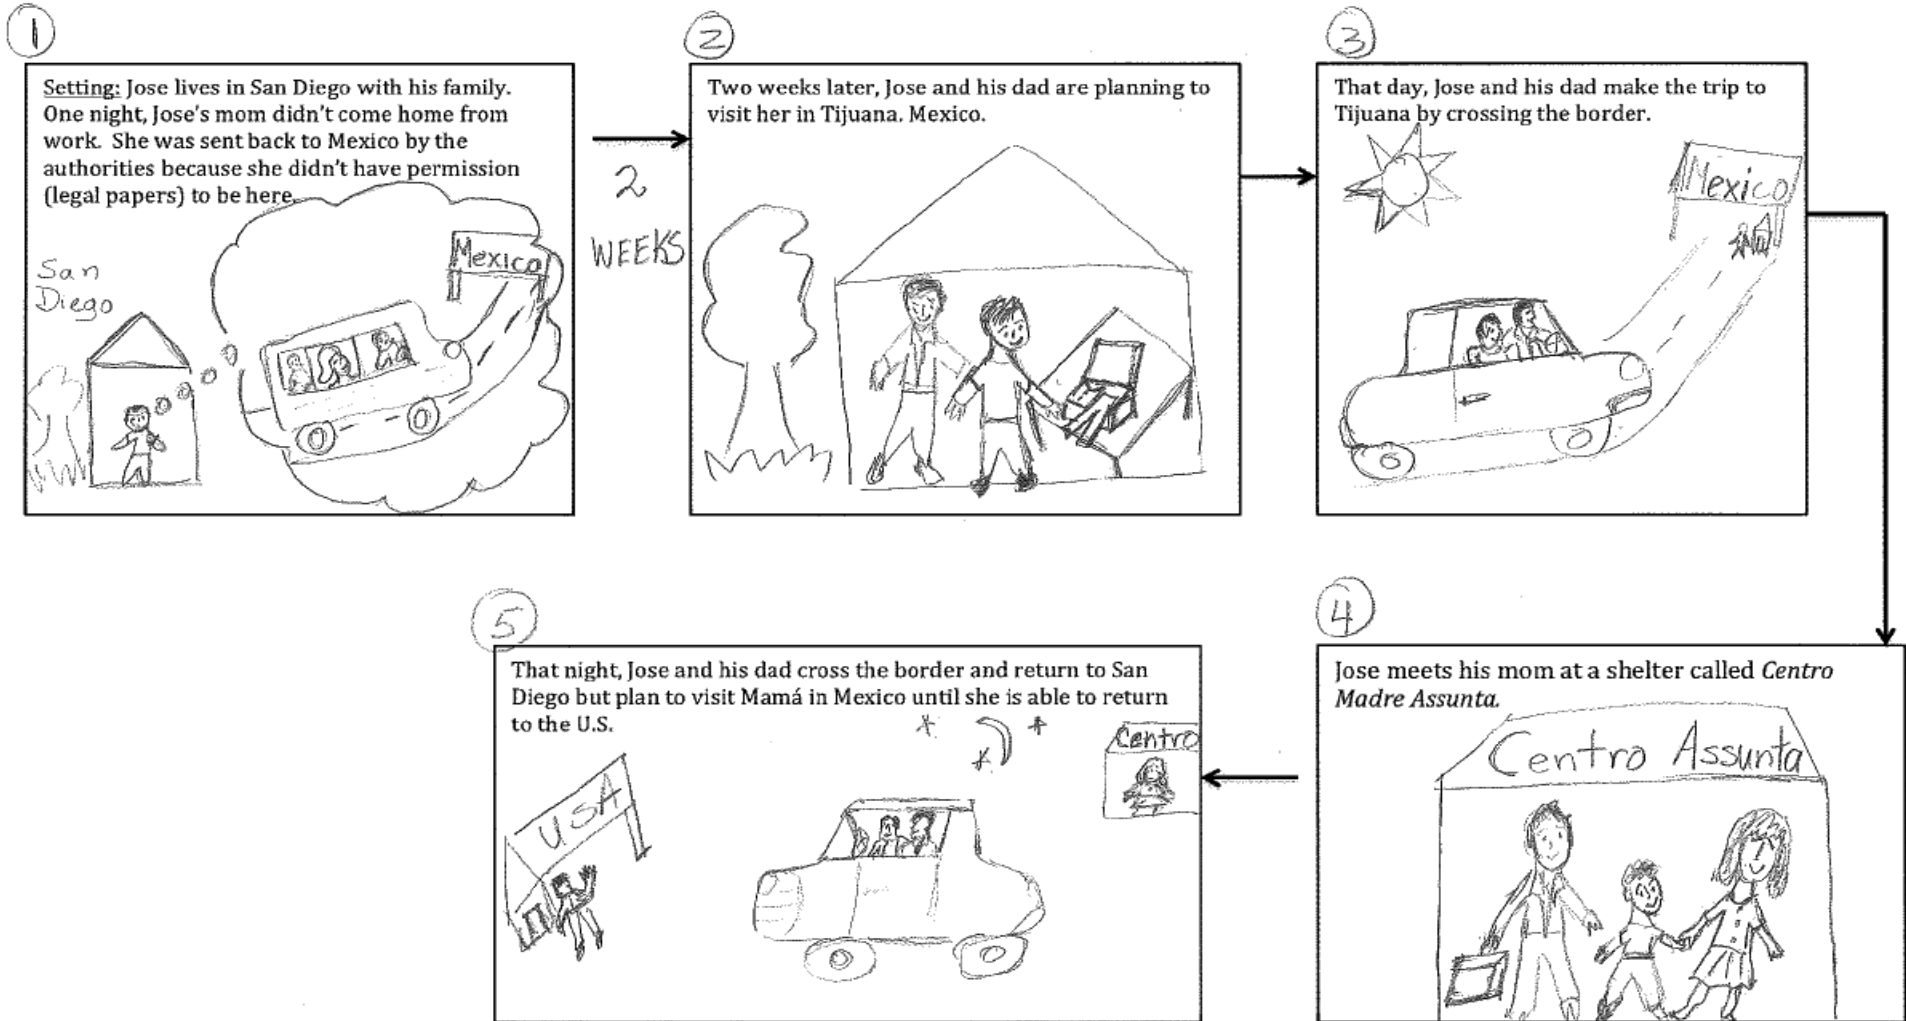 1
Setting: Jose lives in San Diego with his family.
One night, Jose's mom didn't come home from
work.  She was sent back to Mexico by the
authorities because she didn't have permission
(legal papers) to be here.
San
Diego
Mexico
2
WEEKS
2
Two weeks later, Jose and his dad are planning to
visit her in Tijuana. Mexico.
3
That day, Jose and his dad make the trip to
Tijuana by crossing the border.
Mexico
4
Jose meets his mom at a shelter called Centro
Madre Assunta.
Centro Assunta
5
That night, Jose and his dad cross the border and return to San
Diego but plan to visit Mamá in Mexico until she is able to return
to the U.S.
Centro
USA